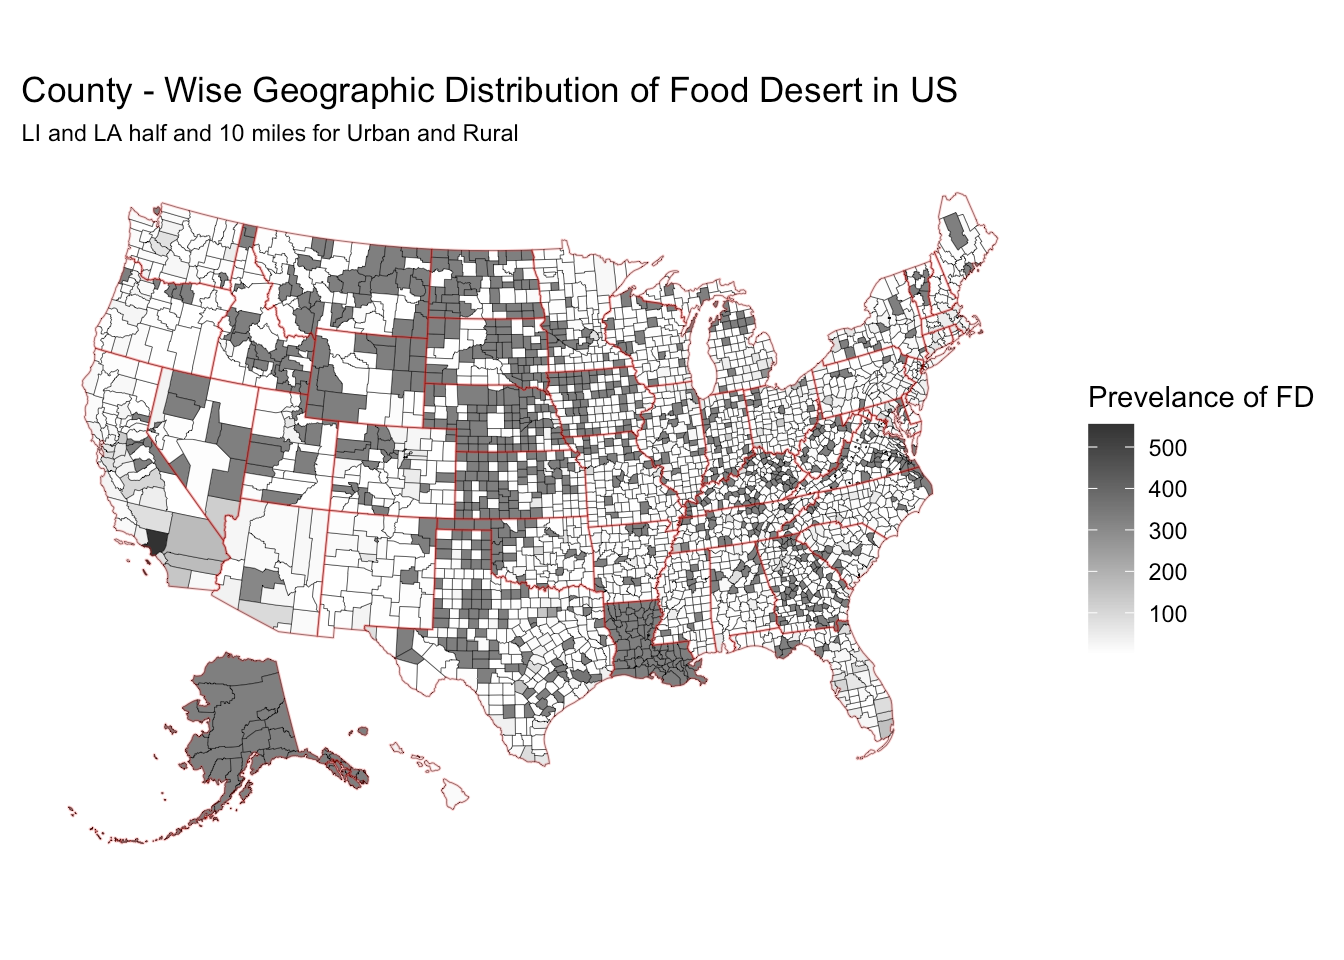 County - Wise Geographic Distribution of Food Desert in US
LI and LA half and 10 miles for Urban and Rural
Prevelance of FD
500
400
300
200
100